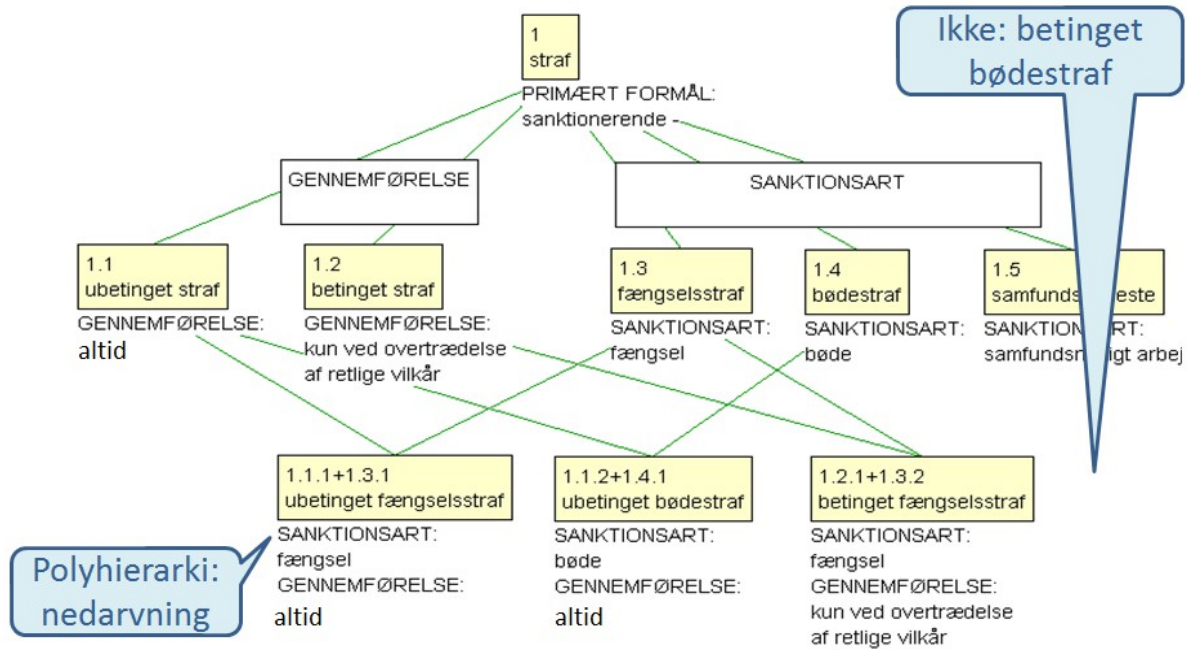 1
straf
PRIMÆRT FORMÅL:
sanktionerende -
Ikke: betinget
bødestraf
GENNEMFØRELSE
SANKTIONSART
1.1
ubetinget straf
GENNEMFØRELSE:
altid
1.2
betinget straf
GENNEMFØRELSE:
kun ved overtrædelse
af retlige vilkår
1.3
fængselsstraf
SANKTIONSART:
fængsel
1.4
bødestraf
SANKTIONSART:
bøde
1.5
SANKTIONSART:
1.1.1+1.3.1
ubetinget fængselsstraf
SANKTIONSART:
fængsel
GENNEMFØRELSE:
altid
1.1.2+1.4.1
ubetinget bødestraf
SANKTIONSART:
bøde
GENNEMFØRELSE:
altid
1.2.1+1.3.2
betinget fængselsstraf
SANKTIONSART:
fængsel
GENNEMFØRELSE:
kun ved overtrædelse
af retlige vilkår
Polyhierarki:
nedarvning